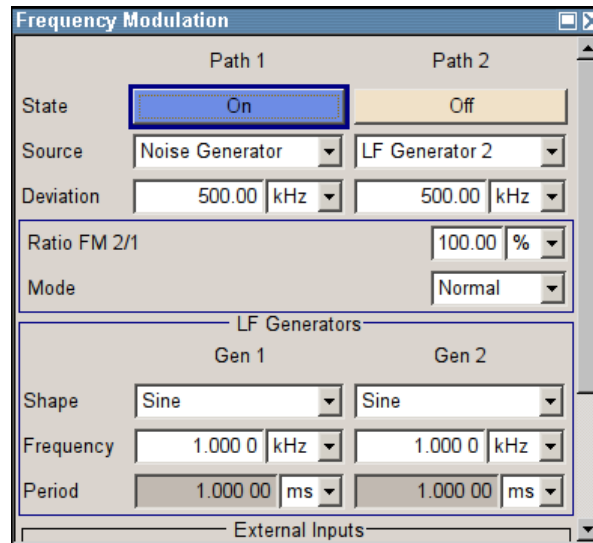 Frequency Modulation
Path 1 Path 2
State On Off
Source Noise Generator LF Generator 2
Deviation 500.00 kHz 500.00 kHz
Ratio FM 2/1 100.00 %
Mode Normal
LF Generators
Gen 1 Gen 2
Shape Sine Sine
Frequency 1.000 0 kHz 1.000 0 kHz
Period 1.000 00 ms 1.000 00 ms
External Inputs